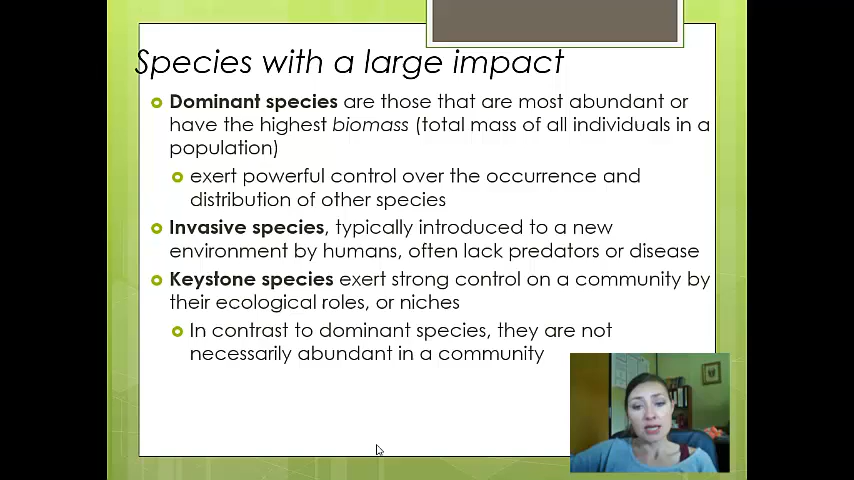 Species with a large impact
Dominant species are those that are most abundant or
have the highest biomass (total mass of all individuals in a
population)
exert powerful control over the occurrence and
distribution of other species
Invasive species, typically introduced to a new
environment by humans, often lack predators or disease
Keystone species exert strong control on a community by
their ecological roles, or niches
In contrast to dominant species, they are not
necessarily abundant in a community